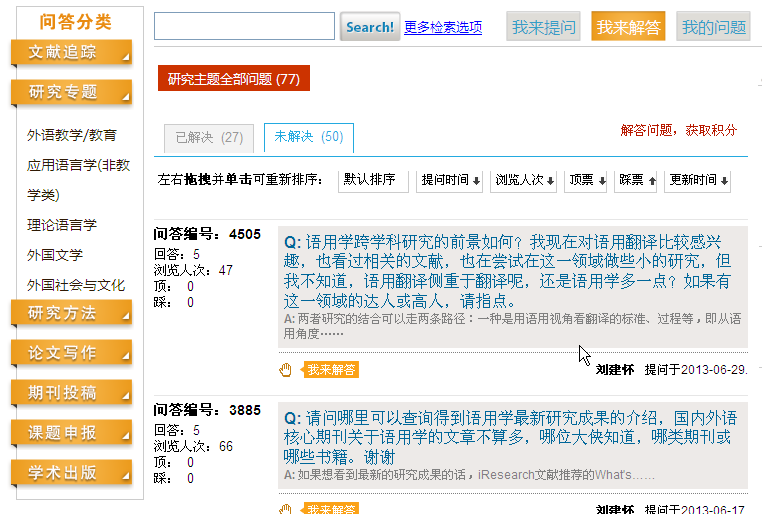 问答分类
文献追踪
研究专题
外语教学/教育
应用语言学(非教
学类)
理论语言学
外国文学
外国社会与文化
研究方法
论文写作
期刊投稿
课题申报
学术出版
Search! 更多检索选项 我来提问 我来解答 我的问题
研究主题全部问题 (77)
已解决 (27) 未解决 (50) 解答问题，获取积分
左右拖拽并单击可重新排序： 默认排序 提问时间 浏览人次 顶票 踩票 更新时间
问答编号：4505
回答：5
浏览人次：47
顶： 0
踩： 0
Q: 语用学跨学科研究的前景如何？我现在对语用翻译比较感兴
趣，也看过相关的文献，也在尝试在这一领域做些小的研究，但
我不知道，语用翻译侧重于翻译呢，还是语用学多一点？如果有
这一领域的达人或高人，请指点。
A: 两者研究的结合可以走两条路径：一种是用语用视角看翻译的标准、过程等，即从语
用角度……
我来解答 刘建怀 提问于2013-06-29.
问答编号：3885
回答：5
浏览人次：66
顶： 0
踩： 0
Q: 请问哪里可以查询得到语用学最新研究成果的介绍，国内外语
核心期刊关于语用学的文章不算多，哪位大侠知道，哪类期刊或
哪些书籍。谢谢
A: 如果想看到最新的研究成果的话，iResearch文献推荐的What's……
我来解答 刘建怀 提问于2013-06-17